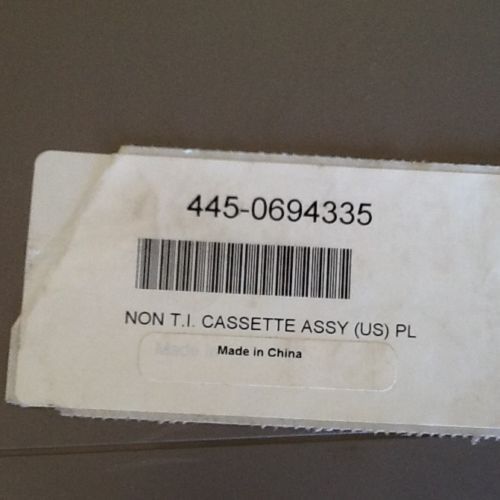 445-0694335
NON T.I. CASSETTE ASSY (US) PL
Made in China